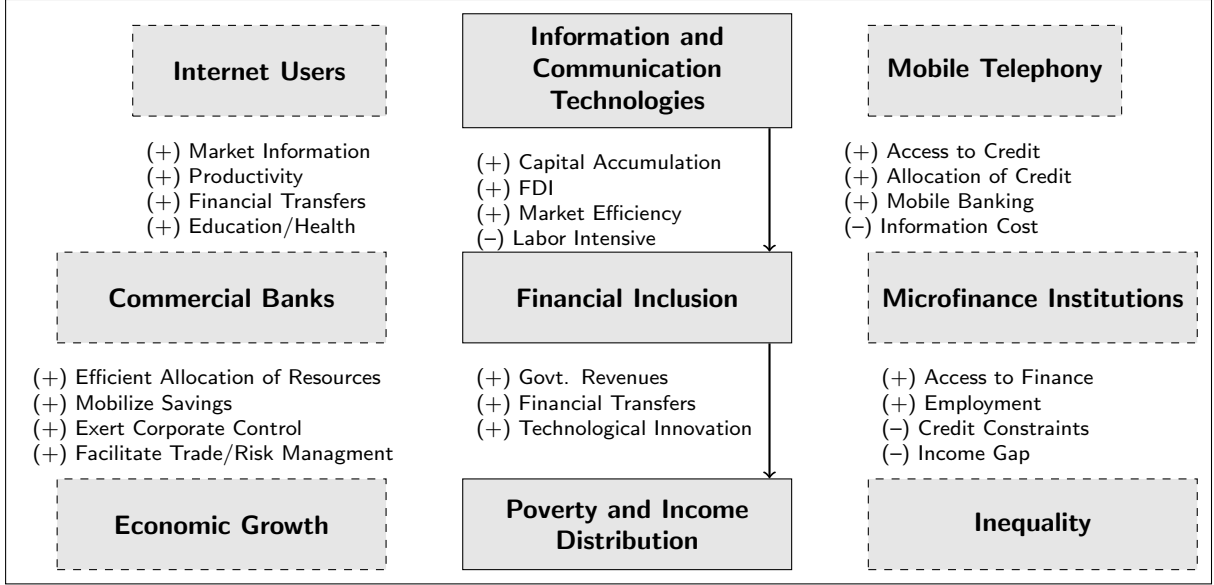 Internet Users
Information and
Communication
Technologies
Mobile Telephony
(+) Market Information
(+) Productivity
(+) Financial Transfers
(+) Education/Health
(+) Capital Accumulation
(+) FDI
(+) Market Efficiency
(–) Labor Intensive
(+) Access to Credit
(+) Allocation of Credit
(+) Mobile Banking
(–) Information Cost
Commercial Banks
Financial Inclusion
Microfinance Institutions
(+) Efficient Allocation of Resources
(+) Mobilize Savings
(+) Exert Corporate Control
(+) Facilitate Trade/Risk Managment
(+) Govt. Revenues
(+) Financial Transfers
(+) Technological Innovation
(+) Access to Finance
(+) Employment
(–) Credit Constraints
(–) Income Gap
Economic Growth
Poverty and Income
Distribution
Inequality